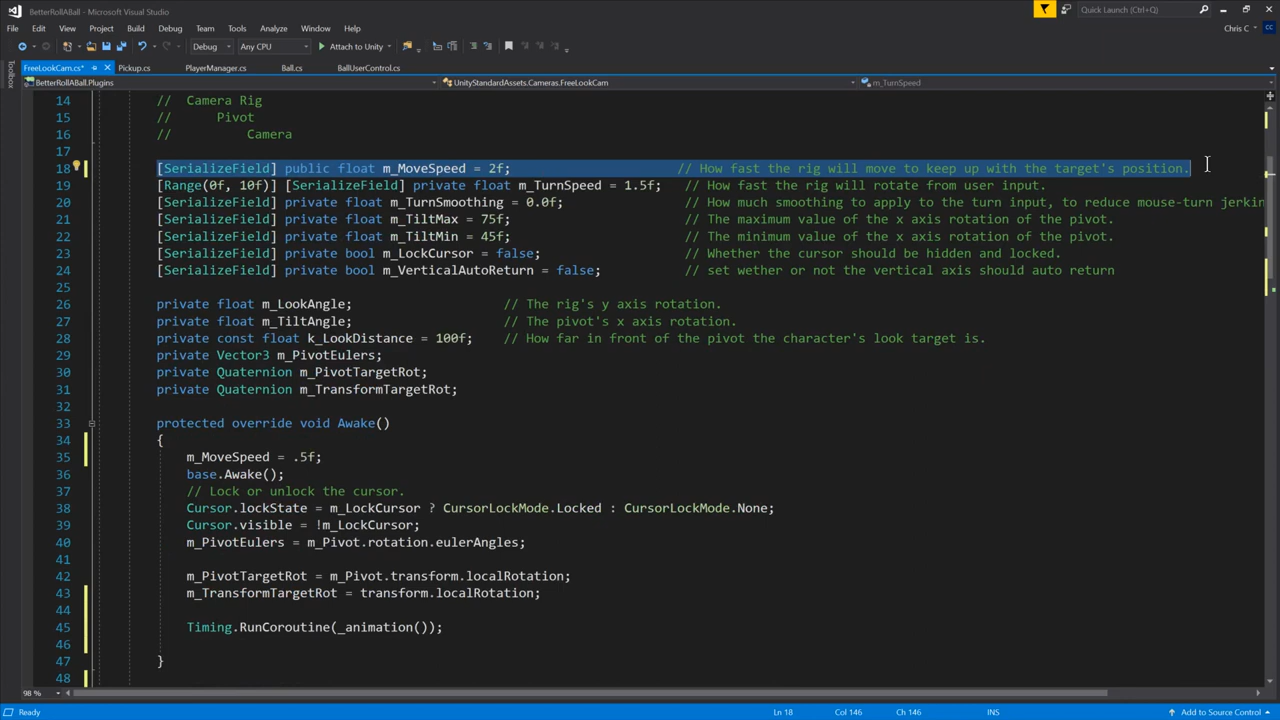 BetterRollABall - Microsoft Visual Studio
Quick Launch (Ctrl+Q)
File Edit View Project Build Debug Team Tools Analyze Window Help
Chris C CC
Debug Any CPU Attach to Unity
FreeLookCam.cs* Pickup.cs PlayerManager.cs Ball.cs BallUserControl.cs
Toolbox
BetterRollABall.Plugins UnityStandardAssets.Cameras.FreeLookCam m_TurnSpeed
14 // Camera Rig
15 // Pivot
16 // Camera
17
18 [SerializeField] public float m_MoveSpeed = 2f; // How fast the rig will move to keep up with the target's position.
19 [Range(0f, 10f)] [SerializeField] private float m_TurnSpeed = 1.5f; // How fast the rig will rotate from user input.
20 [SerializeField] private float m_TurnSmoothing = 0.0f; // How much smoothing to apply to the turn input, to reduce mouse-turn jerkin
21 [SerializeField] private float m_TiltMax = 75f; // The maximum value of the x axis rotation of the pivot.
22 [SerializeField] private float m_TiltMin = 45f; // The minimum value of the x axis rotation of the pivot.
23 [SerializeField] private bool m_LockCursor = false; // Whether the cursor should be hidden and locked.
24 [SerializeField] private bool m_VerticalAutoReturn = false; // set wether or not the vertical axis should auto return
25
26 private float m_LookAngle; // The rig's y axis rotation.
27 private float m_TiltAngle; // The pivot's x axis rotation.
28 private const float k_LookDistance = 100f; // How far in front of the pivot the character's look target is.
29 private Vector3 m_PivotEulers;
30 private Quaternion m_PivotTargetRot;
31 private Quaternion m_TransformTargetRot;
32
33 protected override void Awake()
34 {
35 m_MoveSpeed = .5f;
36 base.Awake();
37 // Lock or unlock the cursor.
38 Cursor.lockState = m_LockCursor ? CursorLockMode.Locked : CursorLockMode.None;
39 Cursor.visible = !m_LockCursor;
40 m_PivotEulers = m_Pivot.rotation.eulerAngles;
41
42 m_PivotTargetRot = m_Pivot.transform.localRotation;
43 m_TransformTargetRot = transform.localRotation;
44
45 Timing.RunCoroutine(_animation());
46
47 }
48
98 %
Ready Ln 18 Col 146 Ch 146 INS Add to Source Control